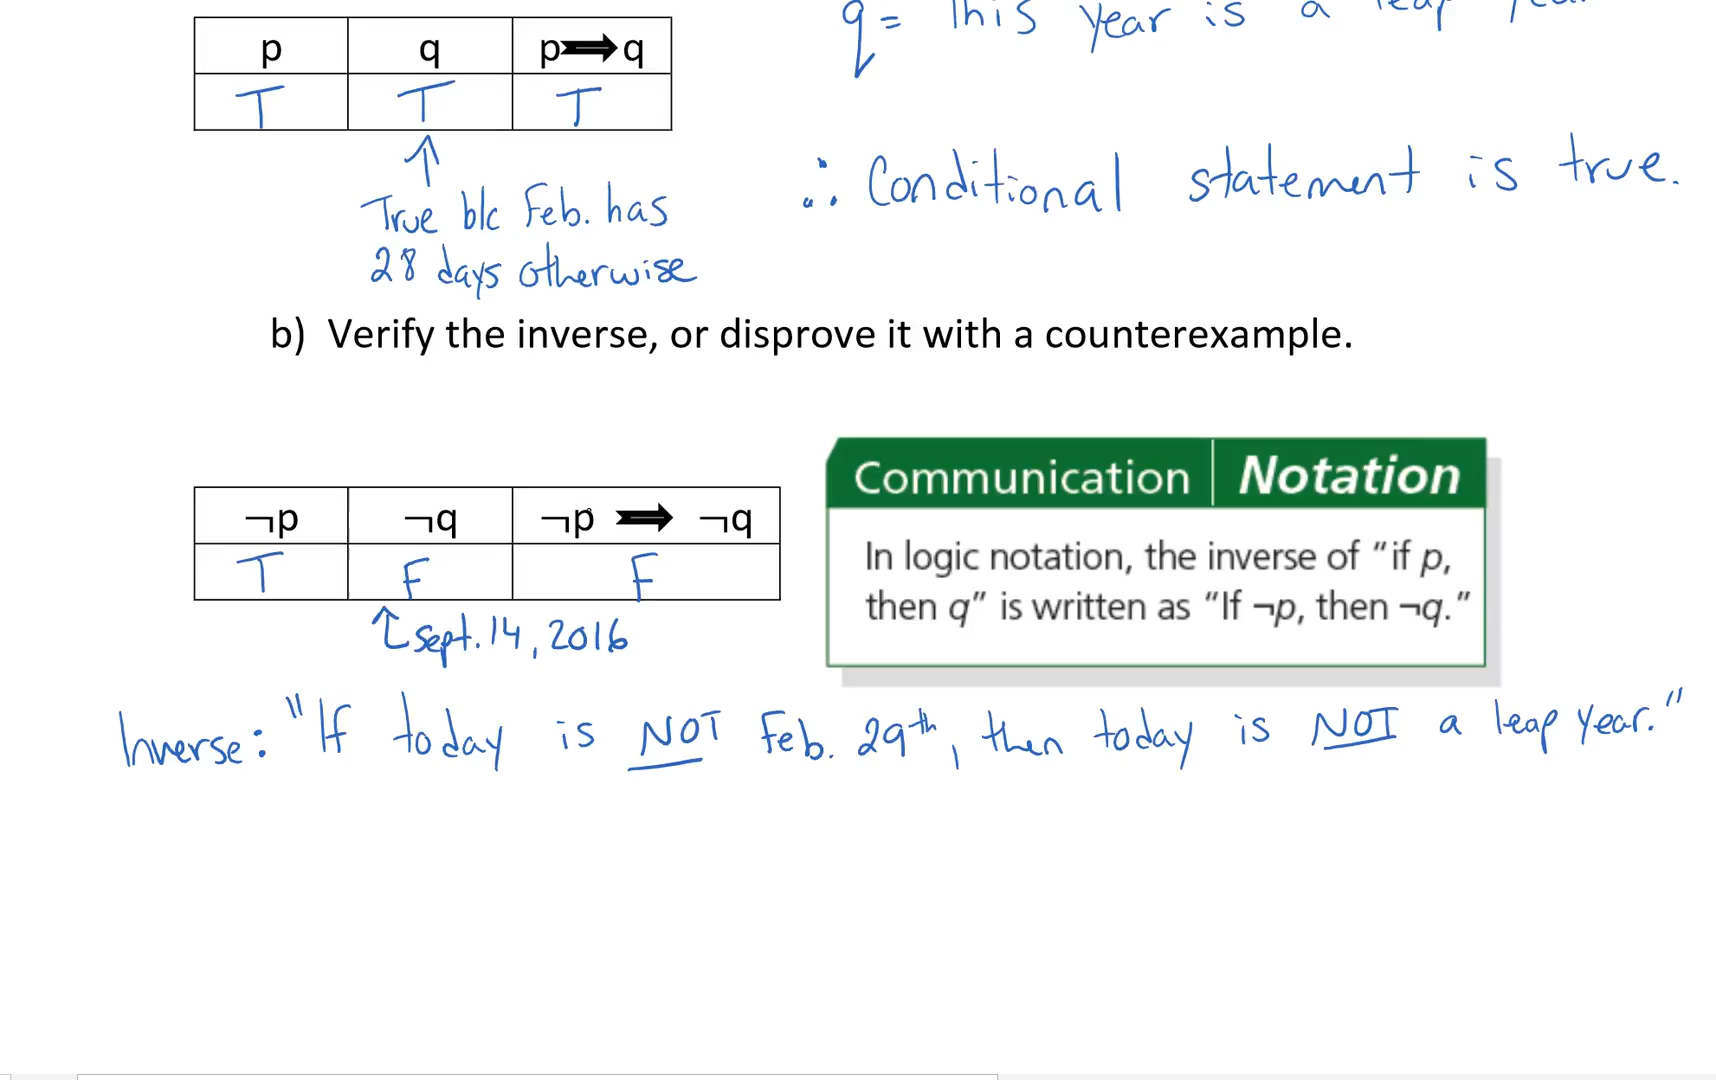 q = This year is a leap year
p q p⟹q
T T T
↑
True b/c Feb. has
28 days otherwise
∴ Conditional statement is true.
b) Verify the inverse, or disprove it with a counterexample.
Communication Notation
In logic notation, the inverse of "if p,
then q" is written as "If ¬p, then ¬q."
¬p ¬q ¬p ⟹ ¬q
T F F
↑ Sept. 14, 2016
Inverse: "If today is NOT Feb. 29th, then today is NOT a leap year."